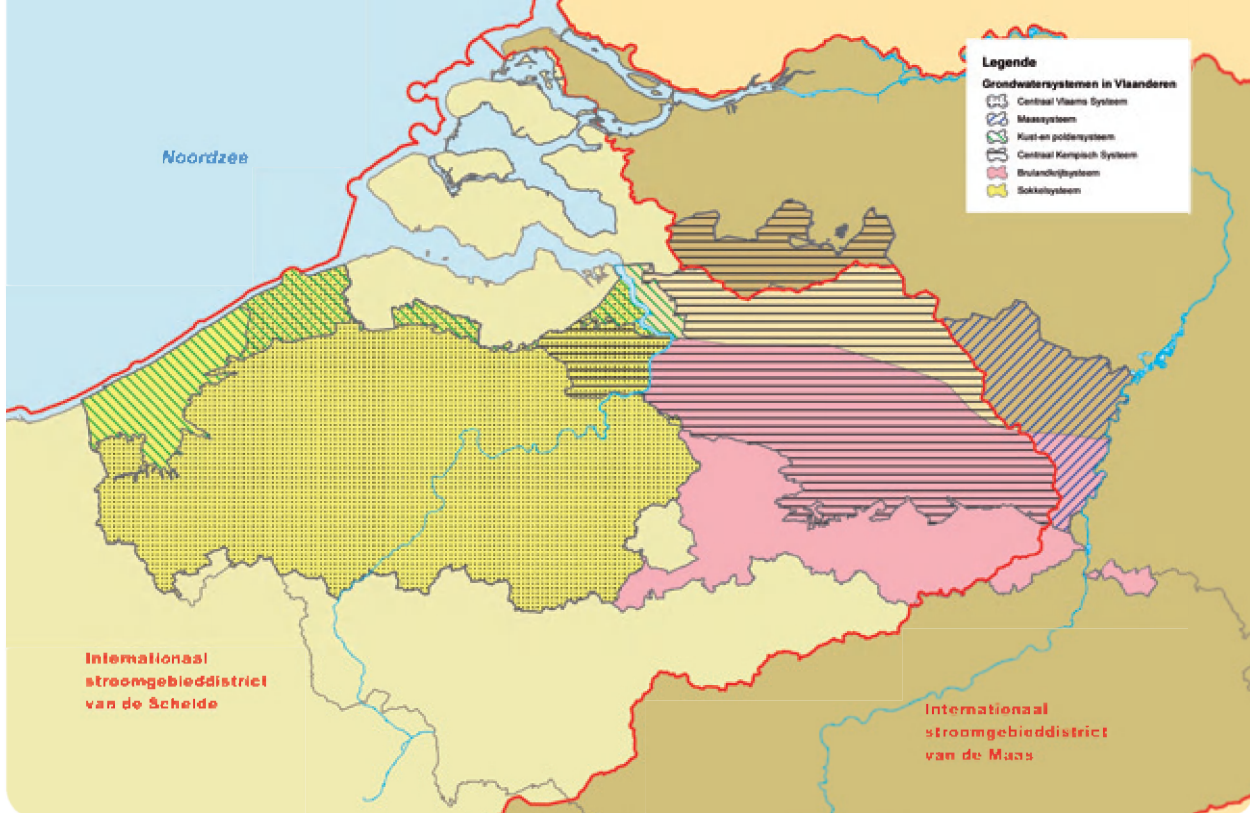 Legende
Grondwatersystemen in Vlaanderen
Centraal Vlaams Systeem
Maassysteem
Kust-en poldersysteem
Centraal Kempisch Systeem
Brulandkrijtsysteem
Sokkelsysteem
Noordzee
Internationaal
stroomgebieddistrict
van de Schelde
Internationaal
stroomgebieddistrict
van de Maas